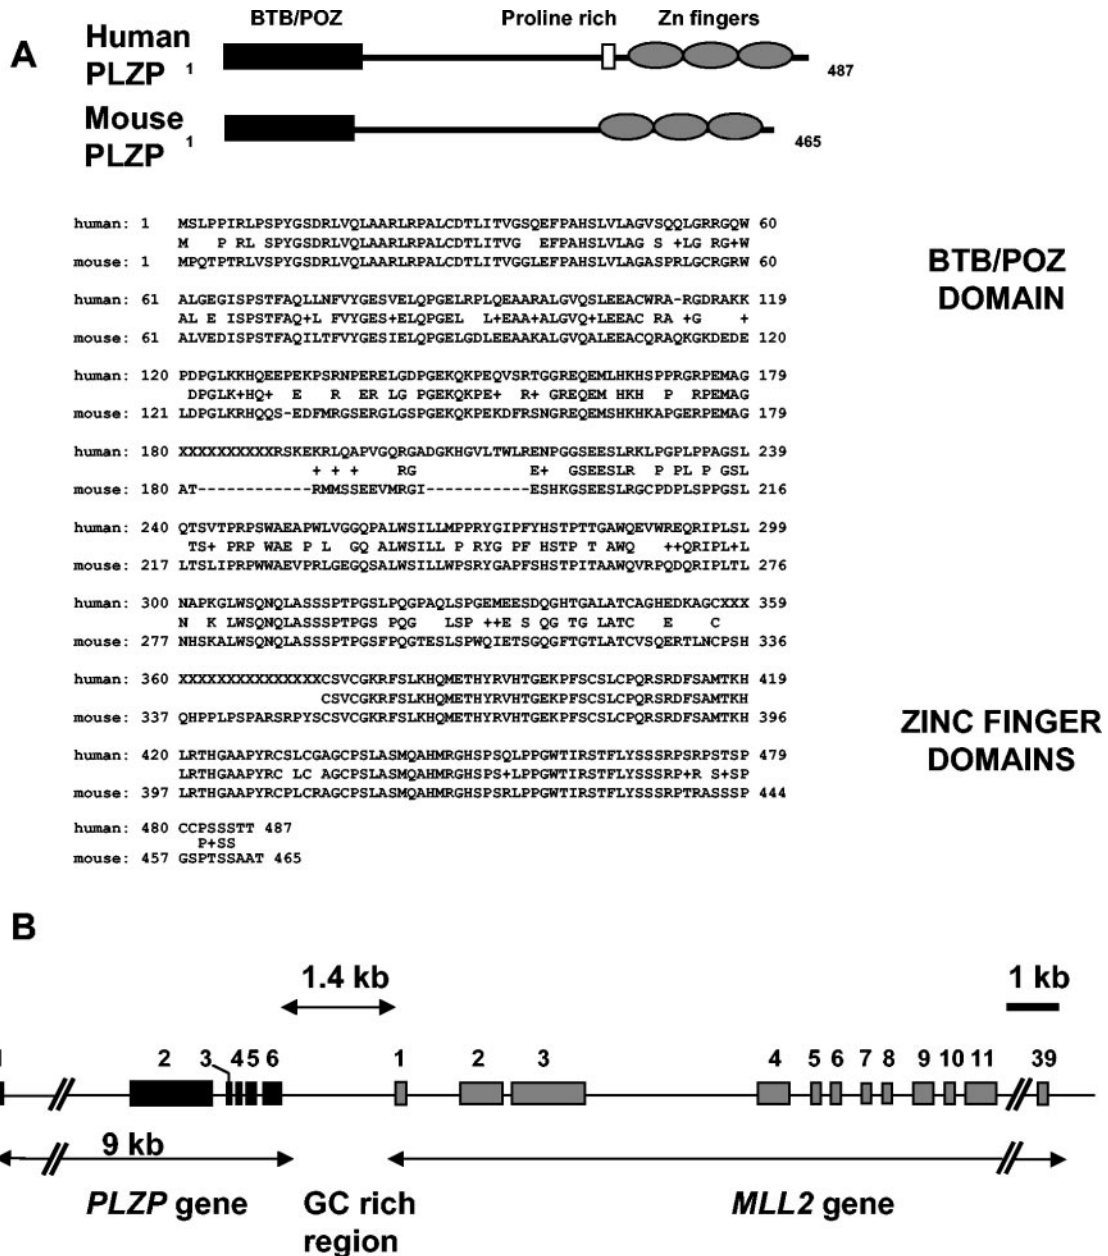 A
BTB/POZ Proline rich Zn fingers
Human PLZP 1 487
Mouse PLZP 1 465
human: 1 MSLPPIRLPSPYGSDRLVQLAARLRPALCDTLITVGSQEFPAHSLVLAGVSQQLGRRGQW 60
M P RL SPYGSDRLVQLAARLRPALCDTLITVG EFPAHSLVLAG S +LG RG+W
mouse: 1 MPQTPTRLVSPYGSDRLVQLAARLRPALCDTLITVGGLEFPAHSLVLAGASPRLGCRGRW 60
BTB/POZ DOMAIN
human: 61 ALGEGISPSTFAQLLNFVYGESVELQPGELRPLQEAARALGVQSLEEACWRA-RGDRAKK 119
AL E ISPSTFAQ+L FVYGES+ELQPGEL L+EAA+ALGVQ+LEEAC RA +G +
mouse: 61 ALVEDISPSTFAQILTFVYGESIELQPGELGDLEEAAKALGVQALEEACQRAQKGKDEDE 120
human: 120 PDPGLKKHQEEPEKPSRNPERELGDPGEKQKPEQVSRTGGREQEMLHKHSPPRGRPEMAG 179
DPGLK+HQ+ E R ER LG PGEKQKPE+ R+ GREQEM HKH P RPEMAG
mouse: 121 LDPGLKRHQQS-EDFMRGSERGLGSPGEKQKPEKDFRSNGREQEMSHKHKAPGERPEMAG 179
human: 180 XXXXXXXXXXRSKEKRLQAPVGQRGADGKHGVLTWLRENPGGSEESLRKLPGPLPPAGSL 239
+ + + RG E+ GSEESLR P PLP P GSL
mouse: 180 AT------------RMMSSEEVMRGI-----------ESHKGSEESLRGCPDPLSPPGSL 216
human: 240 QTSVTPRPSWAEAPWLVGGQPALWSILLMPPRYGIPFYHSTPTTGAWQEVWREQRIPLSL 299
TS+ PRP WAE P L GQ ALWSILL P RYG PF HSTP T AWQ ++QRIPL+L
mouse: 217 LTSLIPRPWWAEVPRLGEGQSALWSILLWPSRYGAPFSHSTPITAAWQVRPQDQRIPLTL 276
human: 300 NAPKGLWSQNQLASSSPTPGSLPQGPAQLSPGEMEESDQGHTGALATCAGHEDKAGCXXX 359
N K LWSQNQLASSSPTPGS PQG LSP ++E S QG TG LATC E C
mouse: 277 NHSKALWSQNQLASSSPTPGSFPQGTESLSPWQIETSGQGFTGTLATCVSQERTLNCPSH 336
human: 360 XXXXXXXXXXXXXXXCSVCGKRFSLKHQMETHYRVHTGEKPFSCSLCPQRSRDFSAMTKH 419
CSVCGKRFSLKHQMETHYRVHTGEKPFSCSLCPQRSRDFSAMTKH
mouse: 337 QHPPLPSPARSRPYSCSVCGKRFSLKHQMETHYRVHTGEKPFSCSLCPQRSRDFSAMTKH 396
ZINC FINGER DOMAINS
human: 420 LRTHGAAPYRCSLCGAGCPSLASMQAHMRGHSPSQLPPGWTIRSTFLYSSSRPSRPSTSP 479
LRTHGAAPYRC LC AGCPSLASMQAHMRGHSPS+LPPGWTIRSTFLYSSSRP+R S+SP
mouse: 397 LRTHGAAPYRCPLCRAGCPSLASMQAHMRGHSPSRLPPGWTIRSTFLYSSSRPTRASSSP 444
human: 480 CCPSSSTT 487
P+SS
mouse: 457 GSPTSSAAT 465
B
1.4 kb 1 kb
1 2 3 4 5 6 1 2 3 4 5 6 7 8 9 10 11 39
9 kb
PLZP gene GC rich region MLL2 gene